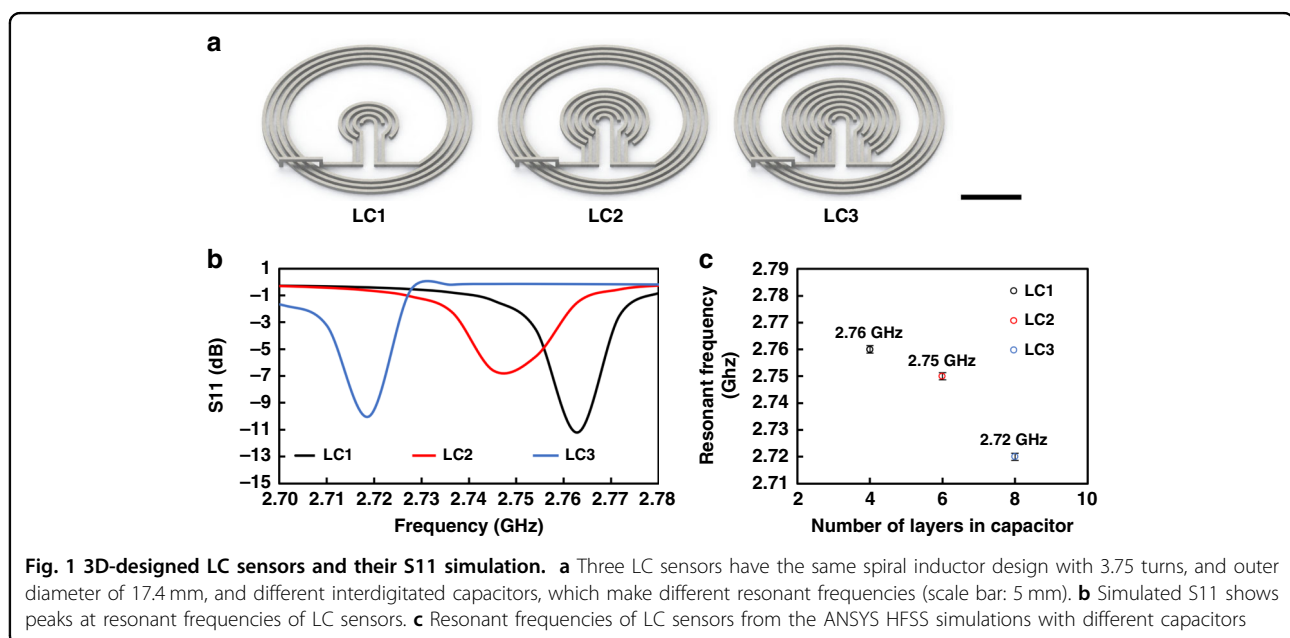 a
LC1 LC2 LC3
b
1
–1
–3
–5
–7
–9
–11
–13
–15
S11 (dB)
LC1 LC2 LC3
2.70 2.71 2.72 2.73 2.74 2.75 2.76 2.77 2.78
Frequency (GHz)
c
2.79
2.78
2.77
2.76
2.75
2.74
2.73
2.72
2.71
Resonant frequency
(Ghz)
LC1
LC2
LC3
2.76 GHz
2.75 GHz
2.72 GHz
2 4 6 8 10
Number of layers in capacitor
Fig. 1 3D-designed LC sensors and their S11 simulation. a Three LC sensors have the same spiral inductor design with 3.75 turns, and outer
diameter of 17.4 mm, and different interdigitated capacitors, which make different resonant frequencies (scale bar: 5 mm). b Simulated S11 shows
peaks at resonant frequencies of LC sensors. c Resonant frequencies of LC sensors from the ANSYS HFSS simulations with different capacitors